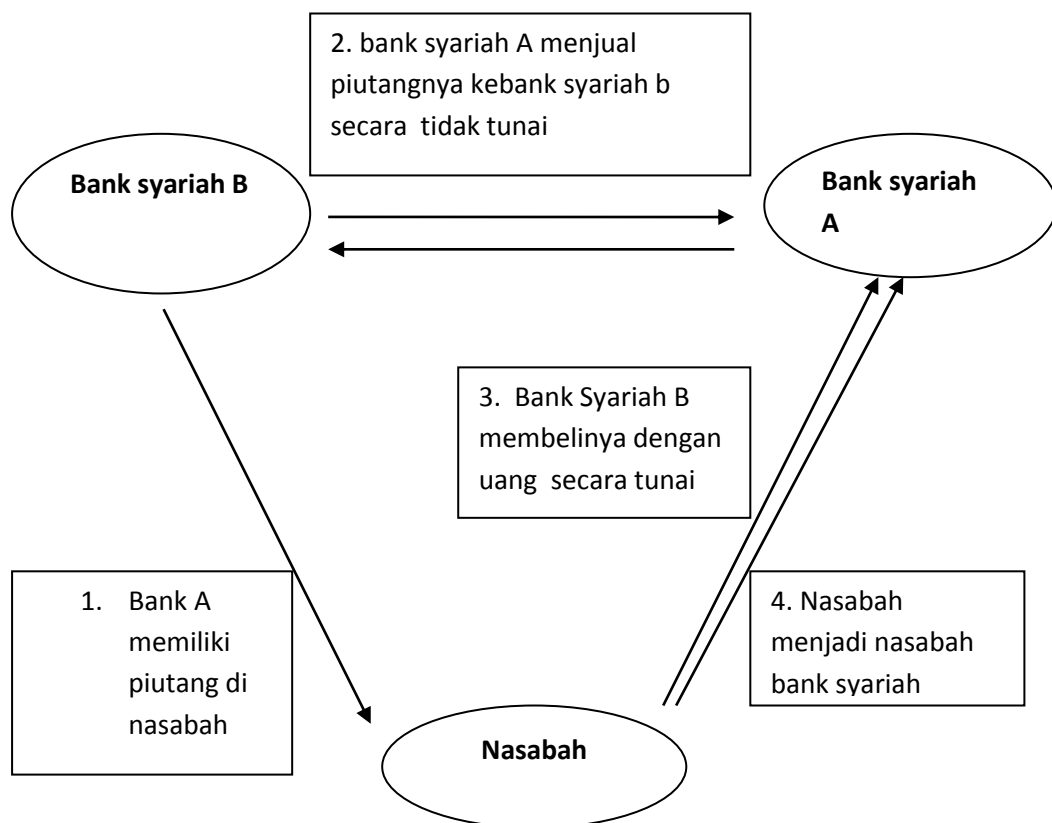 2. bank syariah A menjual
piutangnya kebank syariah b
secara tidak tunai
Bank syariah B
Bank syariah
A
3. Bank Syariah B
membelinya dengan
uang secara tunai
1. Bank A
memiliki
piutang di
nasabah
4. Nasabah
menjadi nasabah
bank syariah
Nasabah